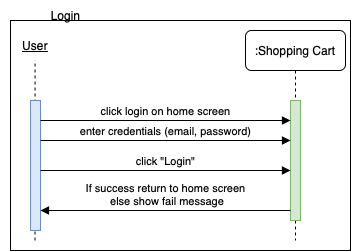 Login
User
:Shopping Cart
click login on home screen
enter credentials (email, password)
click "Login"
If success return to home screen
else show fail message